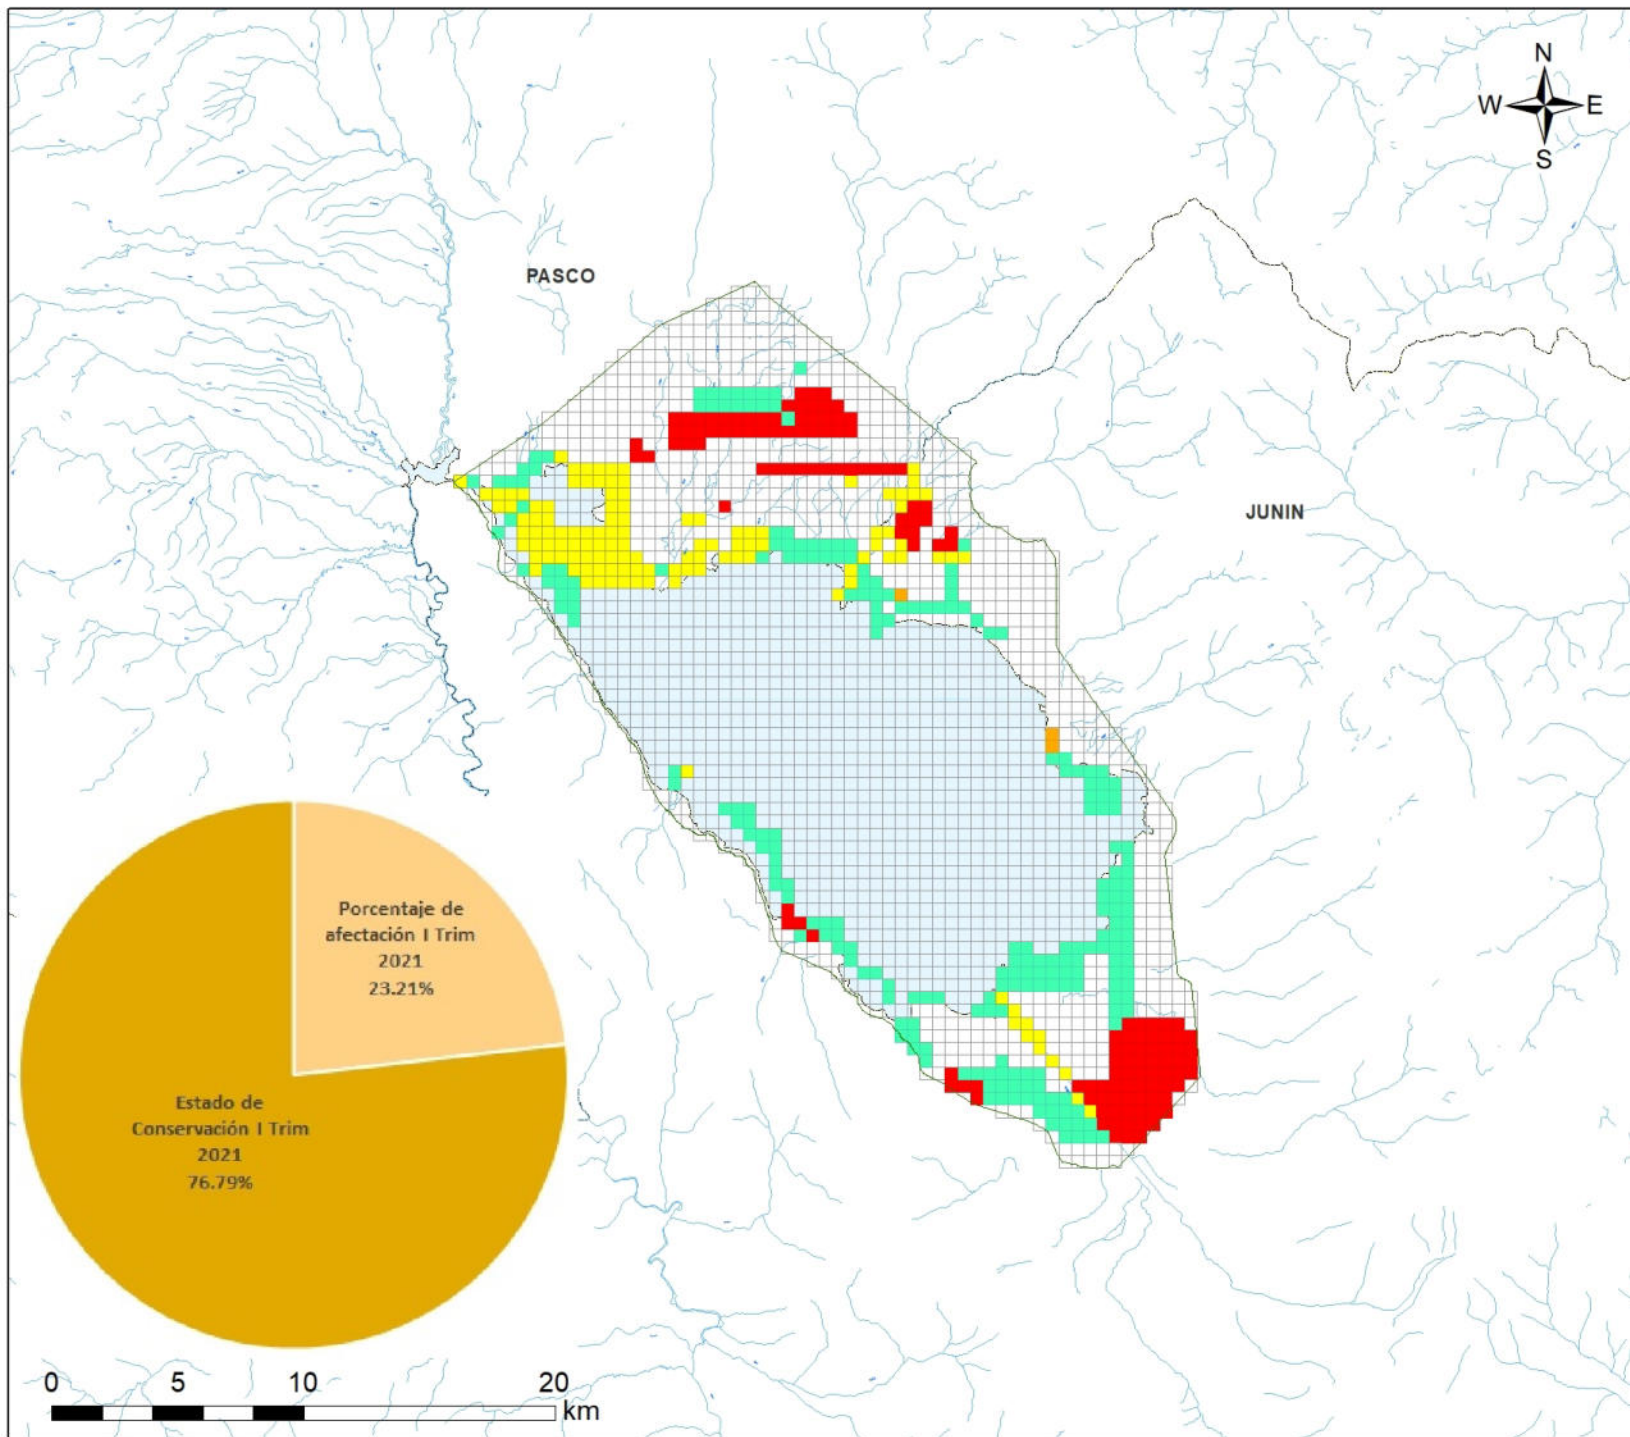 N
W E
S
PASCO
JUNIN
Porcentaje de
afectación I Trim
2021
23.21%
Estado de
Conservación I Trim
2021
76.79%
0 5 10 20
km